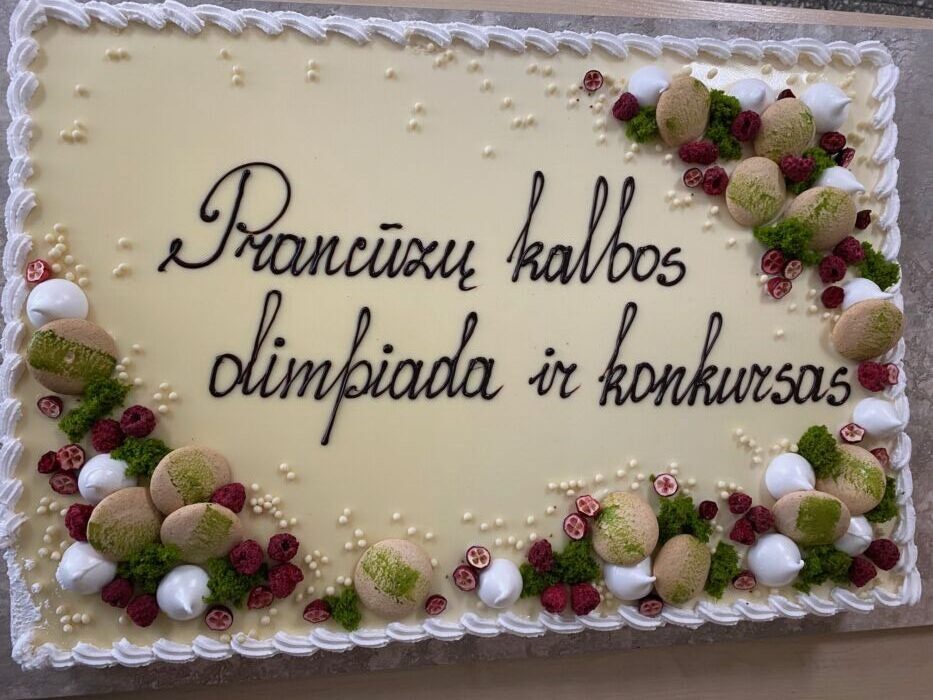 Prancūzų kalbos
olimpiada ir konkursas